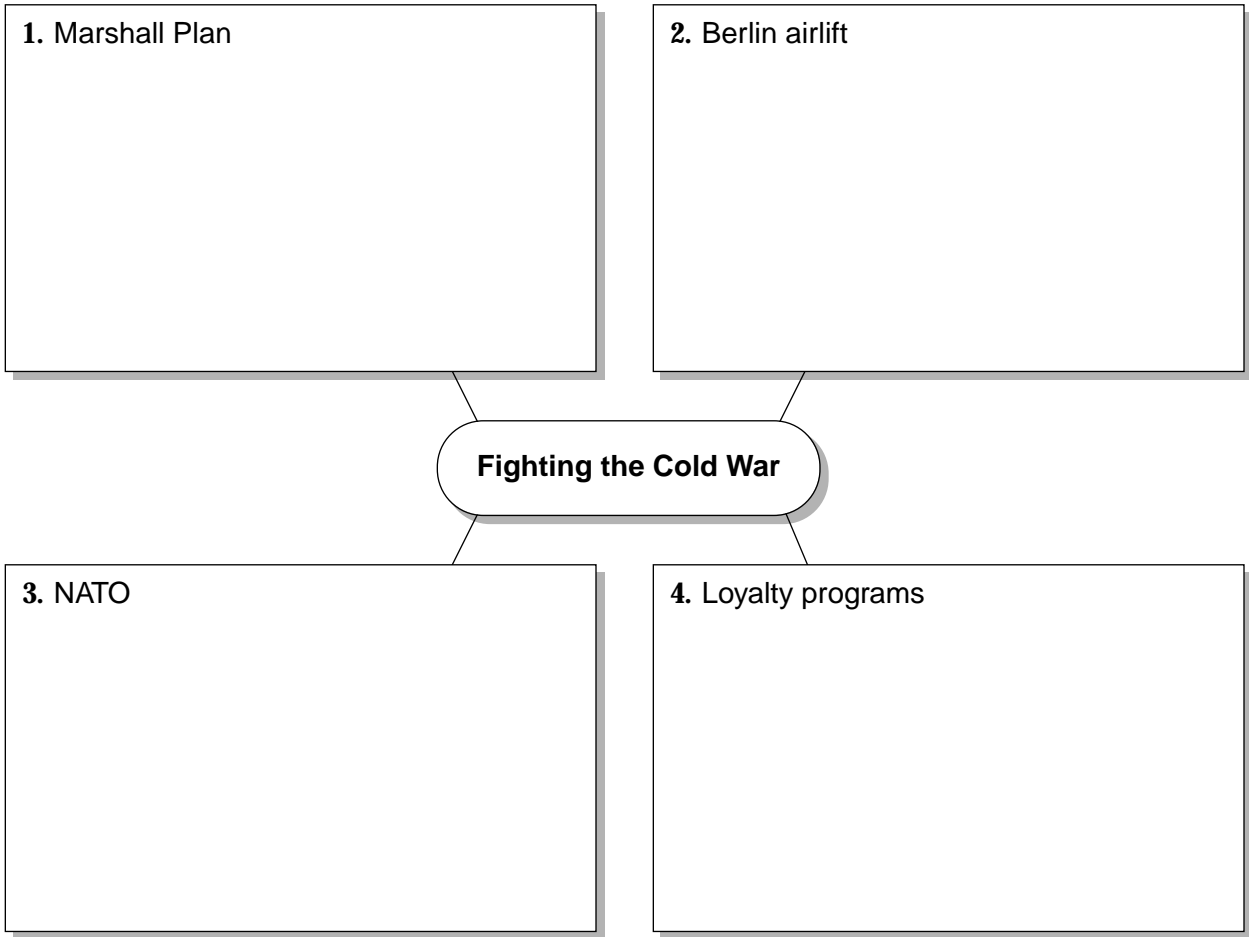 1. Marshall Plan
2. Berlin airlift
Fighting the Cold War
3. NATO
4. Loyalty programs